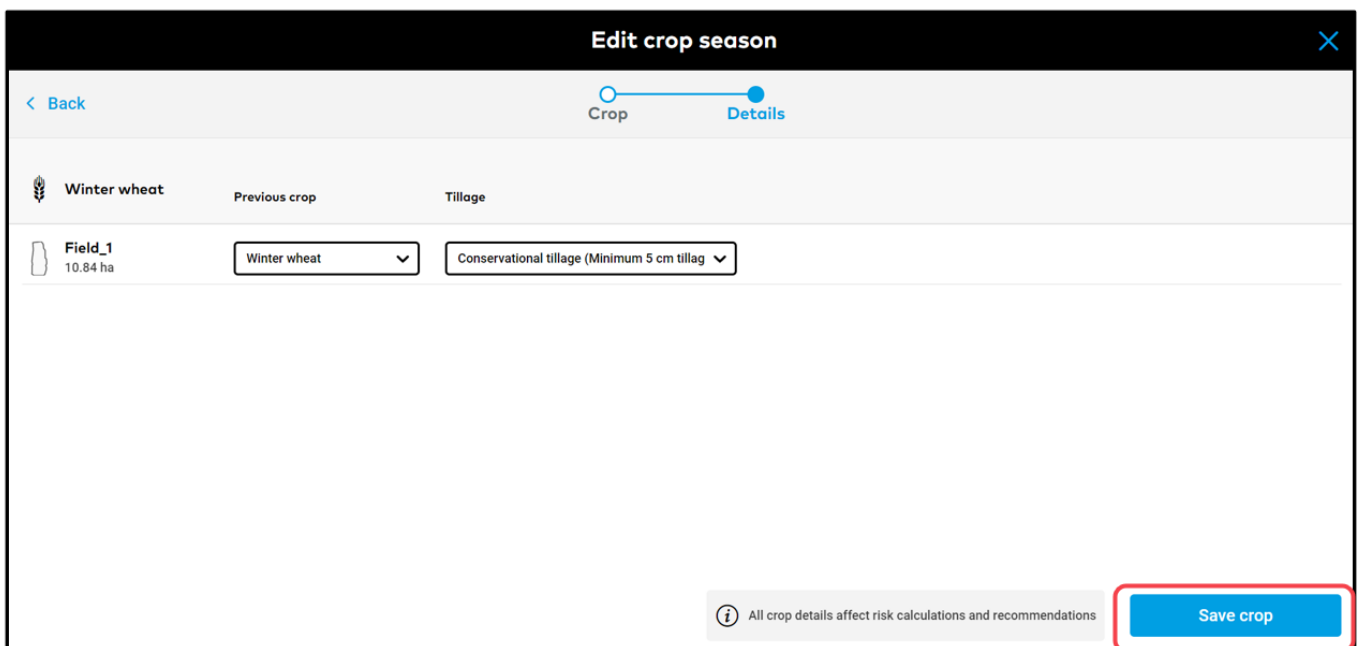 Edit crop season
Back
Crop
Details
Winter wheat
Previous crop
Tillage
Field_1
10.84 ha
Winter wheat
Conservational tillage (Minimum 5 cm tillag
All crop details affect risk calculations and recommendations
Save crop